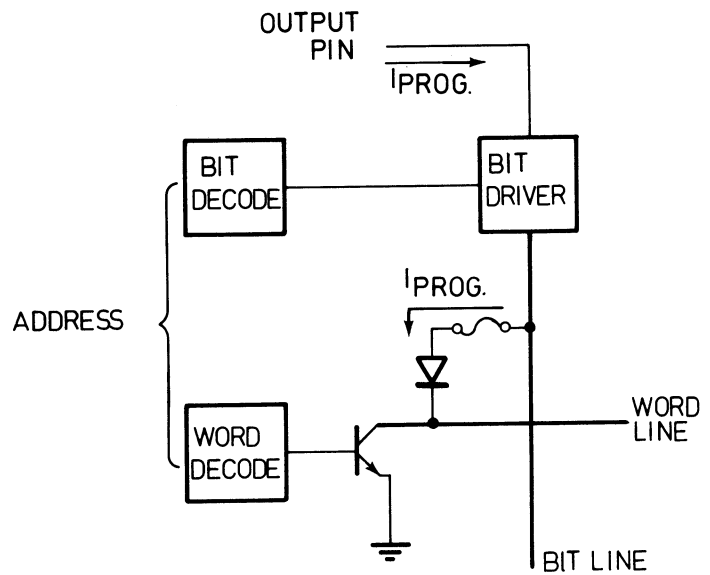 OUTPUT
PIN
IPROG.
BIT
DECODE
BIT
DRIVER
IPROG.
ADDRESS
WORD
LINE
WORD
DECODE
BIT LINE